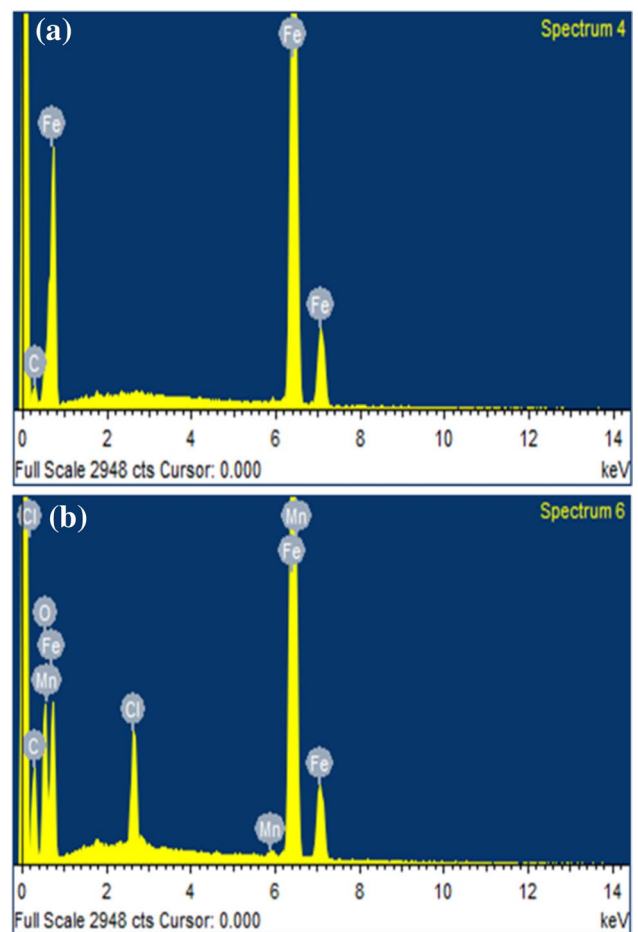 (a)
Spectrum 4
Fe
Fe
Fe
C
0 2 4 6 8 10 12 14
Full Scale 2948 cts Cursor: 0.000 keV
(b)
Spectrum 6
Cl
Mn
Fe
O
Fe
Mn
Cl
C
Fe
Mn
0 2 4 6 8 10 12 14
Full Scale 2948 cts Cursor: 0.000 keV